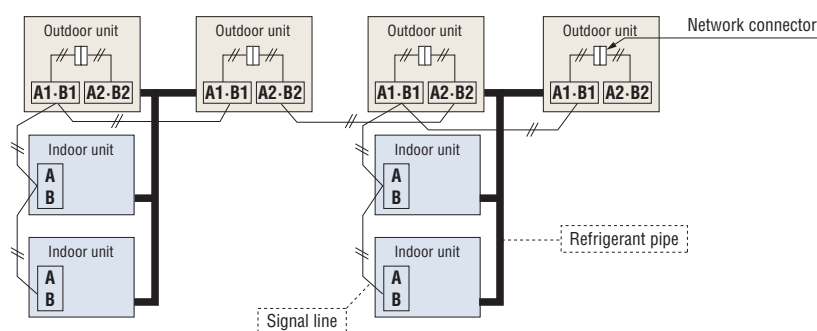 Outdoor unit
Outdoor unit
Outdoor unit
Outdoor unit
Network connector
A1·B1 A2·B2
A1·B1 A2·B2
A1·B1 A2·B2
A1·B1 A2·B2
Indoor unit
A
B
Indoor unit
A
B
Indoor unit
A
B
Indoor unit
A
B
Refrigerant pipe
Signal line